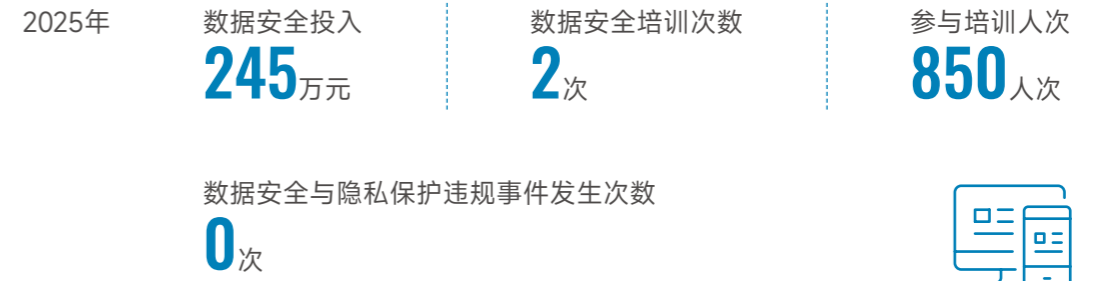 2025年
数据安全投入
245万元
数据安全培训次数
2次
参与培训人次
850人次
数据安全与隐私保护违规事件发生次数
0次